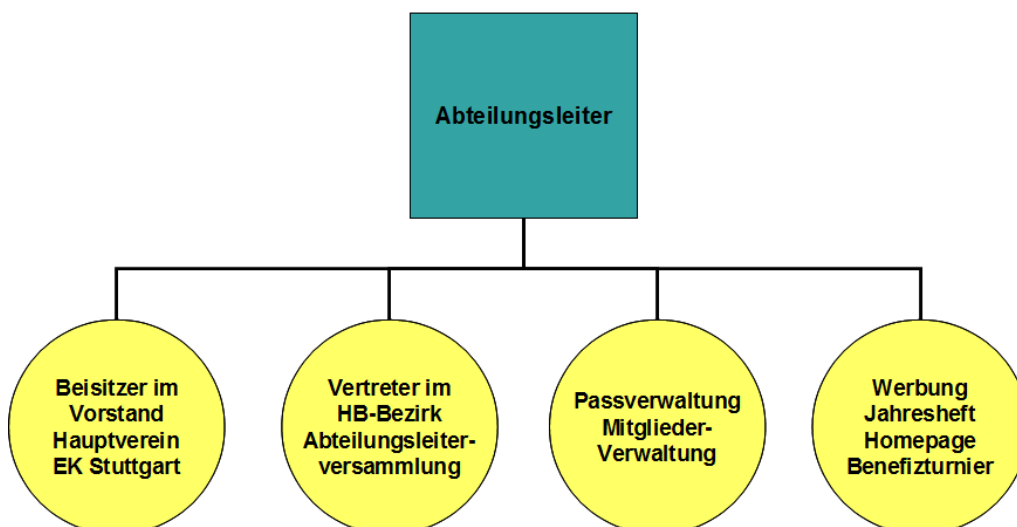 Abteilungsleiter
Beisitzer im
Vorstand
Hauptverein
EK Stuttgart
Vertreter im
HB-Bezirk
Abteilungsleiter-
versammlung
Passverwaltung
Mitglieder-
Verwaltung
Werbung
Jahresheft
Homepage
Benefizturnier